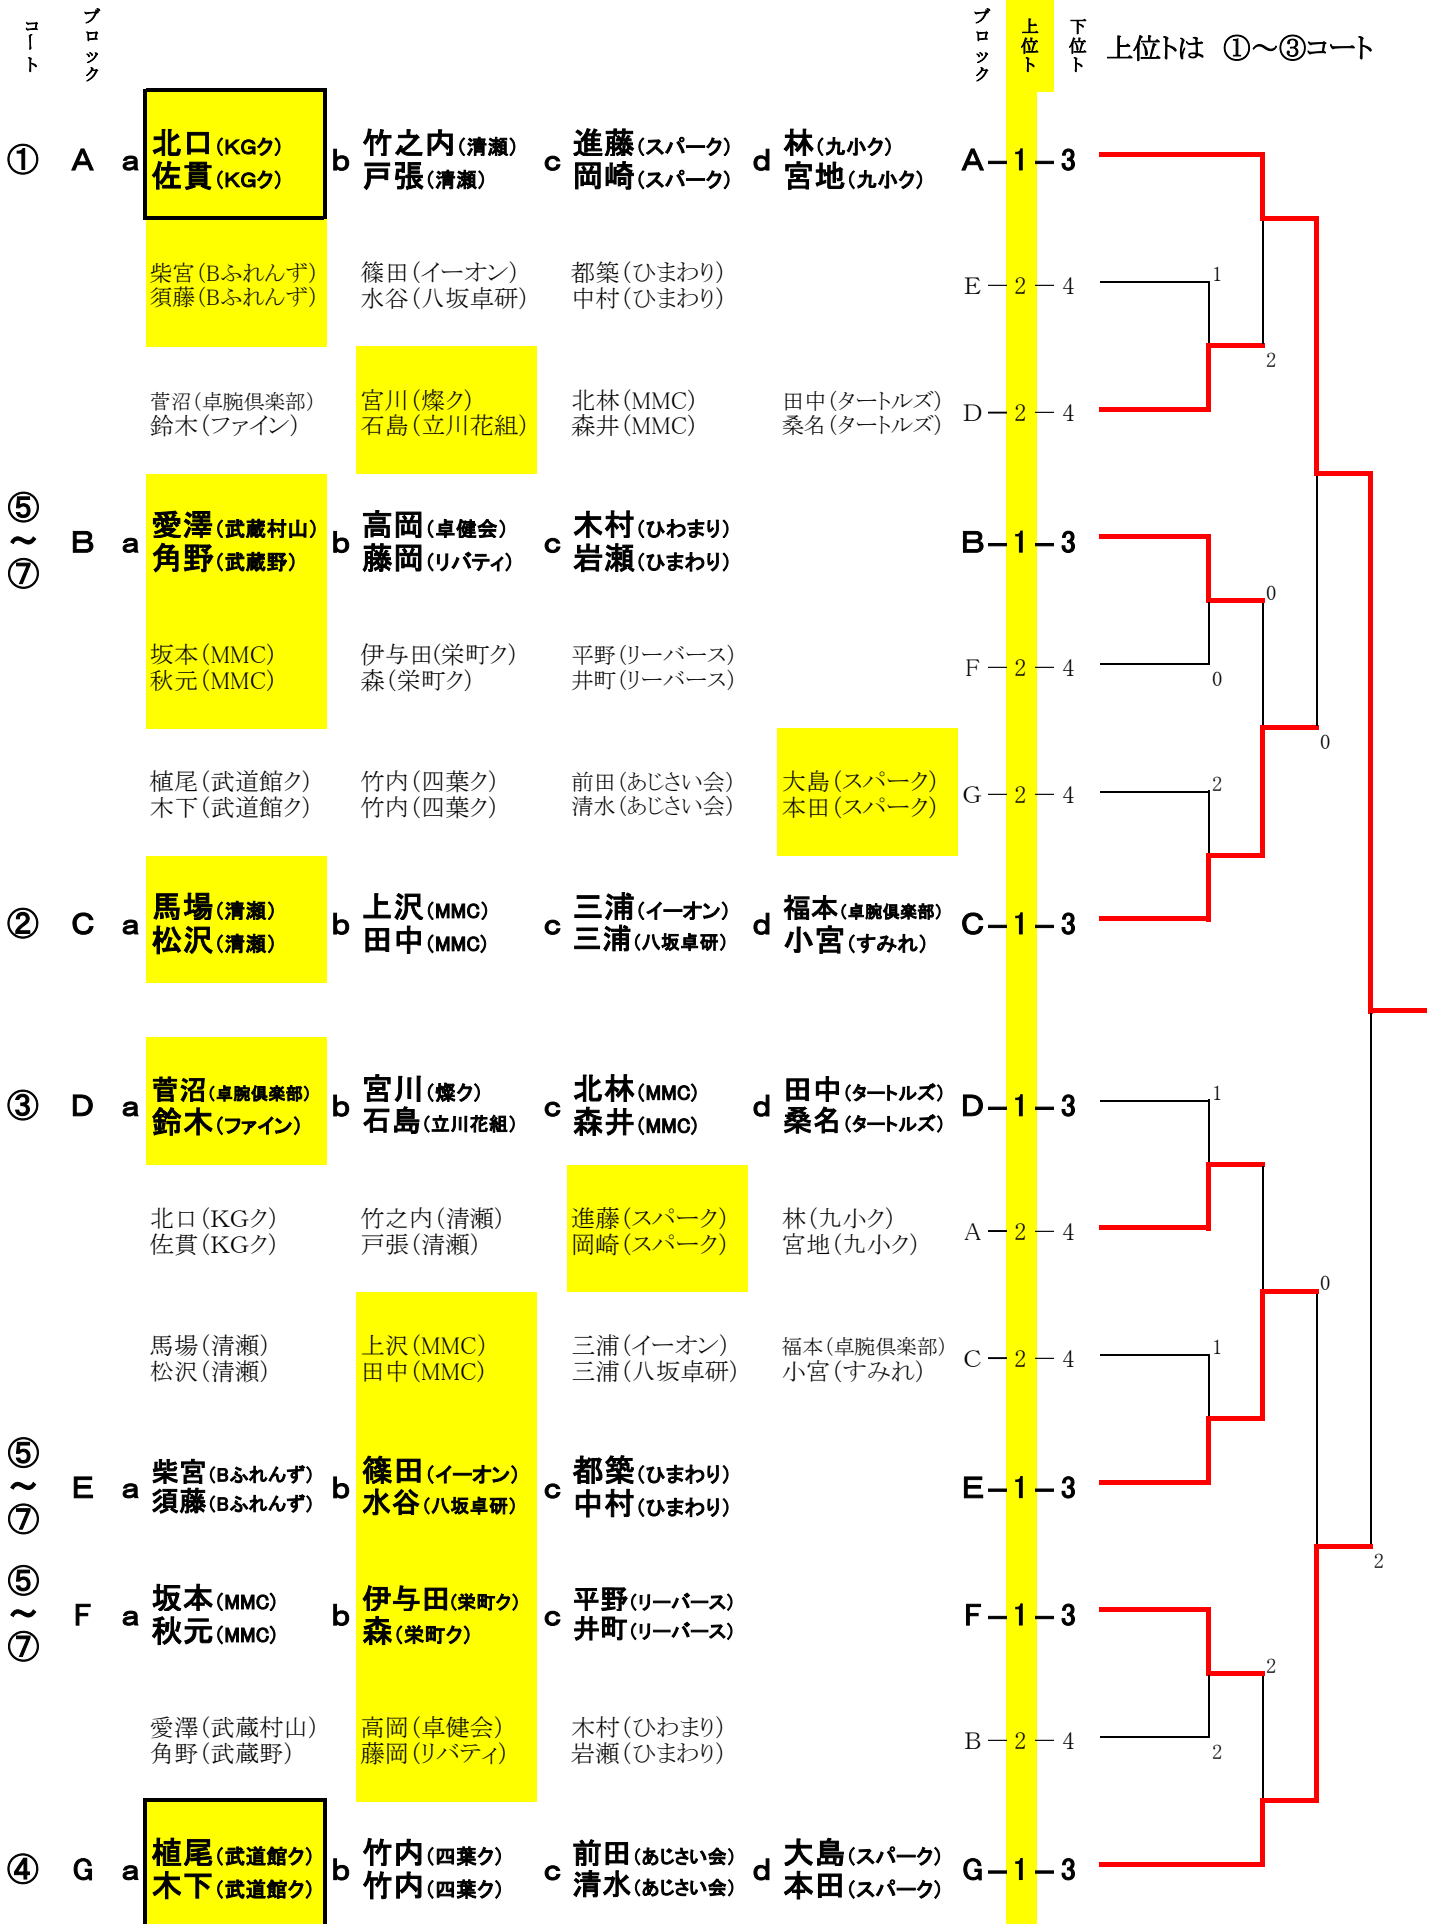 コート ブロック ブロック 上位ト 下位ト 上位トは ①～③コート
① A a 北口(KGク) b 竹之内(清瀬) c 進藤(スパーク) d 林(九小ク) A－1－3
佐貫(KGク) 戸張(清瀬) 岡崎(スパーク) 宮地(九小ク)
柴宮(Bふれんず) 篠田(イーオン) 都築(ひまわり) E－2－4 1
須藤(Bふれんず) 水谷(八坂卓研) 中村(ひまわり)
2
菅沼(卓腕倶楽部) 宮川(燦ク) 北林(MMC) 田中(タートルズ) D－2－4
鈴木(ファイン) 石島(立川花組) 森井(MMC) 桑名(タートルズ)
⑤～⑦ B a 愛澤(武蔵村山) b 高岡(卓健会) c 木村(ひわまり) B－1－3
角野(武蔵野) 藤岡(リバティ) 岩瀬(ひまわり)
0
坂本(MMC) 伊与田(栄町ク) 平野(リーバース) F－2－4 0
秋元(MMC) 森(栄町ク) 井町(リーバース)
0
植尾(武道館ク) 竹内(四葉ク) 前田(あじさい会) 大島(スパーク) G－2－4 2
木下(武道館ク) 竹内(四葉ク) 清水(あじさい会) 本田(スパーク)
② C a 馬場(清瀬) b 上沢(MMC) c 三浦(イーオン) d 福本(卓腕倶楽部) C－1－3
松沢(清瀬) 田中(MMC) 三浦(八坂卓研) 小宮(すみれ)
③ D a 菅沼(卓腕倶楽部) b 宮川(燦ク) c 北林(MMC) d 田中(タートルズ) D－1－3 1
鈴木(ファイン) 石島(立川花組) 森井(MMC) 桑名(タートルズ)
北口(KGク) 竹之内(清瀬) 進藤(スパーク) 林(九小ク) A－2－4
佐貫(KGク) 戸張(清瀬) 岡崎(スパーク) 宮地(九小ク)
0
馬場(清瀬) 上沢(MMC) 三浦(イーオン) 福本(卓腕倶楽部) C－2－4 1
松沢(清瀬) 田中(MMC) 三浦(八坂卓研) 小宮(すみれ)
⑤～⑦ E a 柴宮(Bふれんず) b 篠田(イーオン) c 都築(ひまわり) E－1－3
須藤(Bふれんず) 水谷(八坂卓研) 中村(ひまわり)
2
⑤～⑦ F a 坂本(MMC) b 伊与田(栄町ク) c 平野(リーバース) F－1－3
秋元(MMC) 森(栄町ク) 井町(リーバース)
2
愛澤(武蔵村山) 高岡(卓健会) 木村(ひわまり) B－2－4 2
角野(武蔵野) 藤岡(リバティ) 岩瀬(ひまわり)
④ G a 植尾(武道館ク) b 竹内(四葉ク) c 前田(あじさい会) d 大島(スパーク) G－1－3
木下(武道館ク) 竹内(四葉ク) 清水(あじさい会) 本田(スパーク)